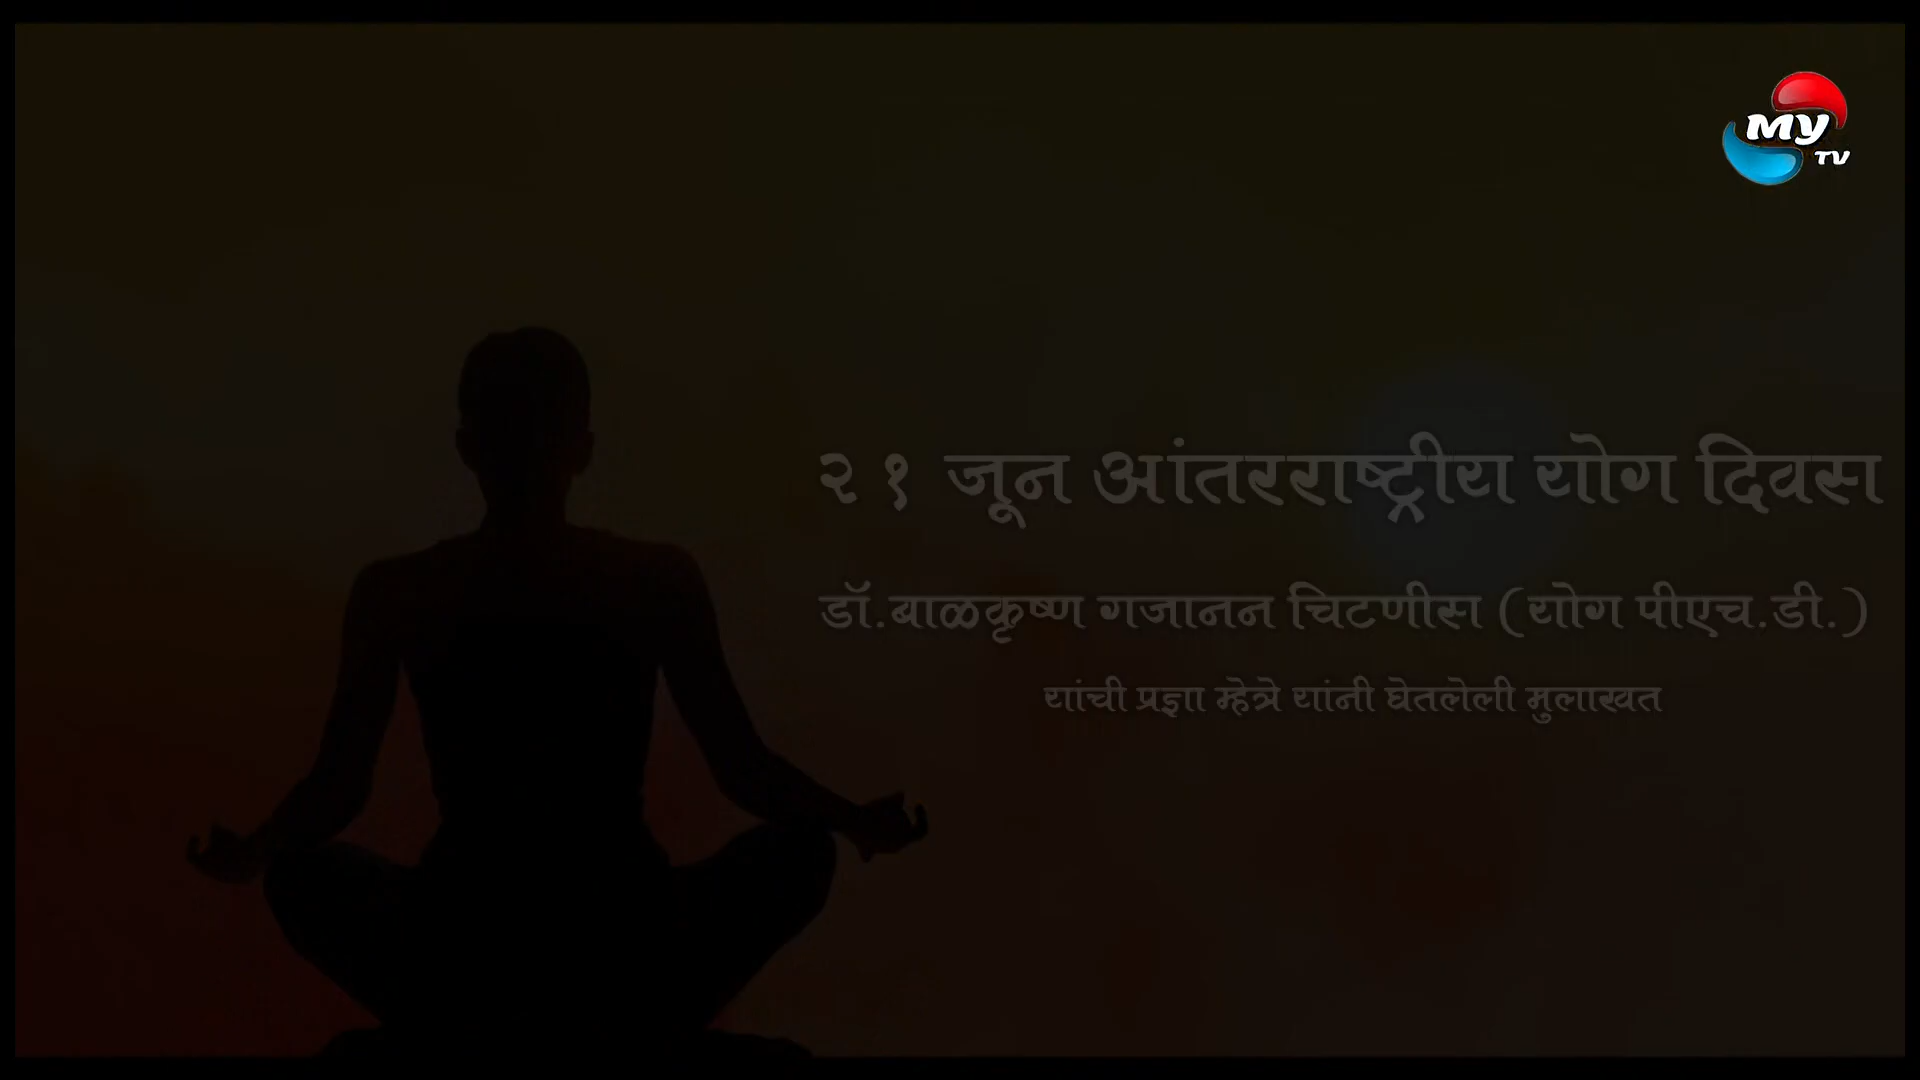 MY
TV
२१ जून आंतरराष्ट्रीय योग दिवस
डॉ.बाळकृष्ण गजानन चिटणीस (योग पीएच.डी.)
यांची प्रज्ञा म्हेत्रे यांनी घेतलेली मुलाखत